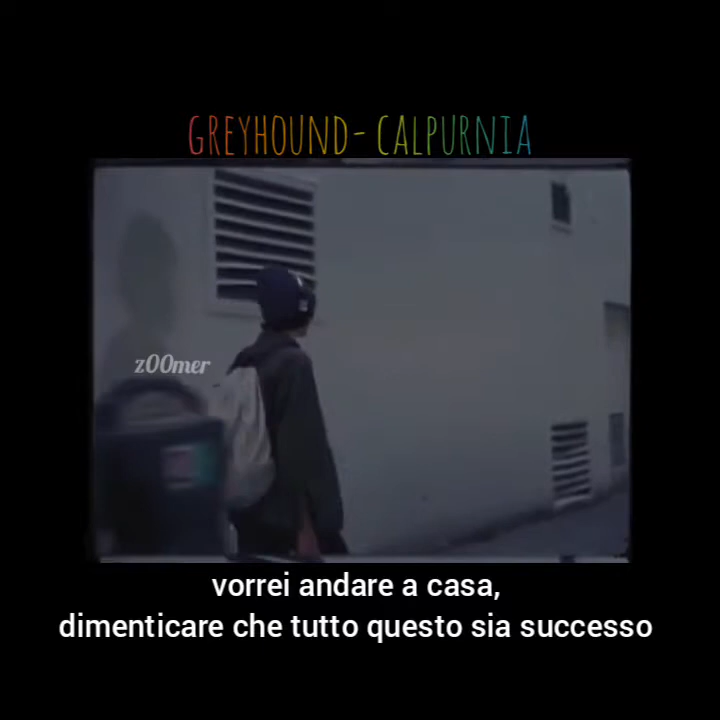 GREYHOUND- CALPURNIA
z00mer
vorrei andare a casa,
dimenticare che tutto questo sia successo